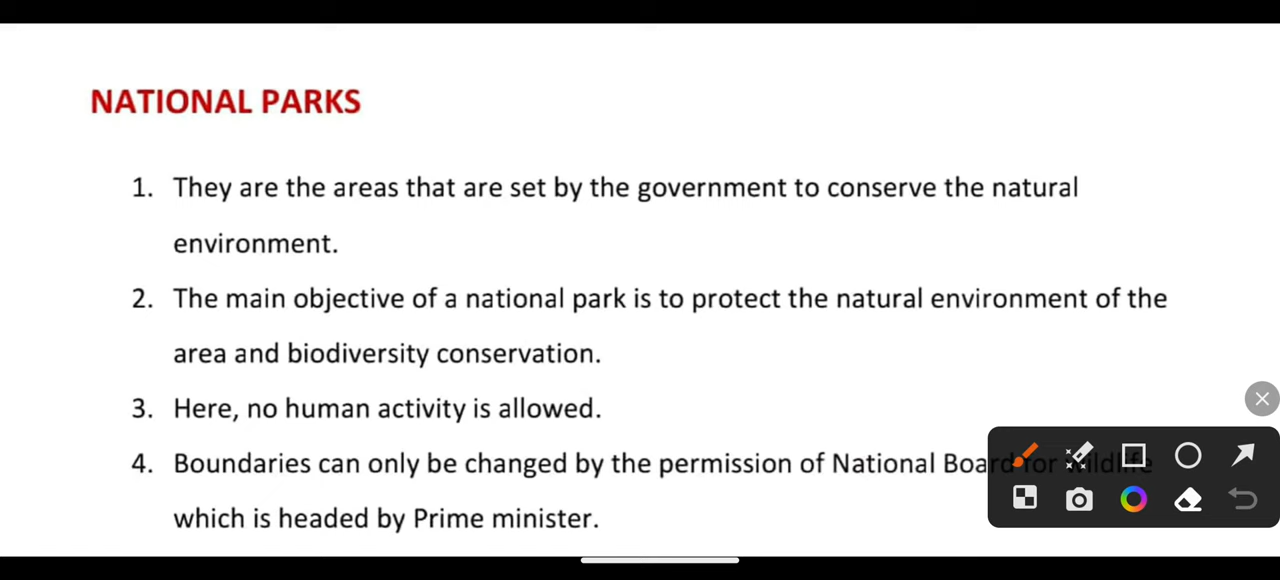 NATIONAL PARKS
1. They are the areas that are set by the government to conserve the natural
environment.
2. The main objective of a national park is to protect the natural environment of the
area and biodiversity conservation.
3. Here, no human activity is allowed.
4. Boundaries can only be changed by the permission of National Board for Wildlife
which is headed by Prime minister.